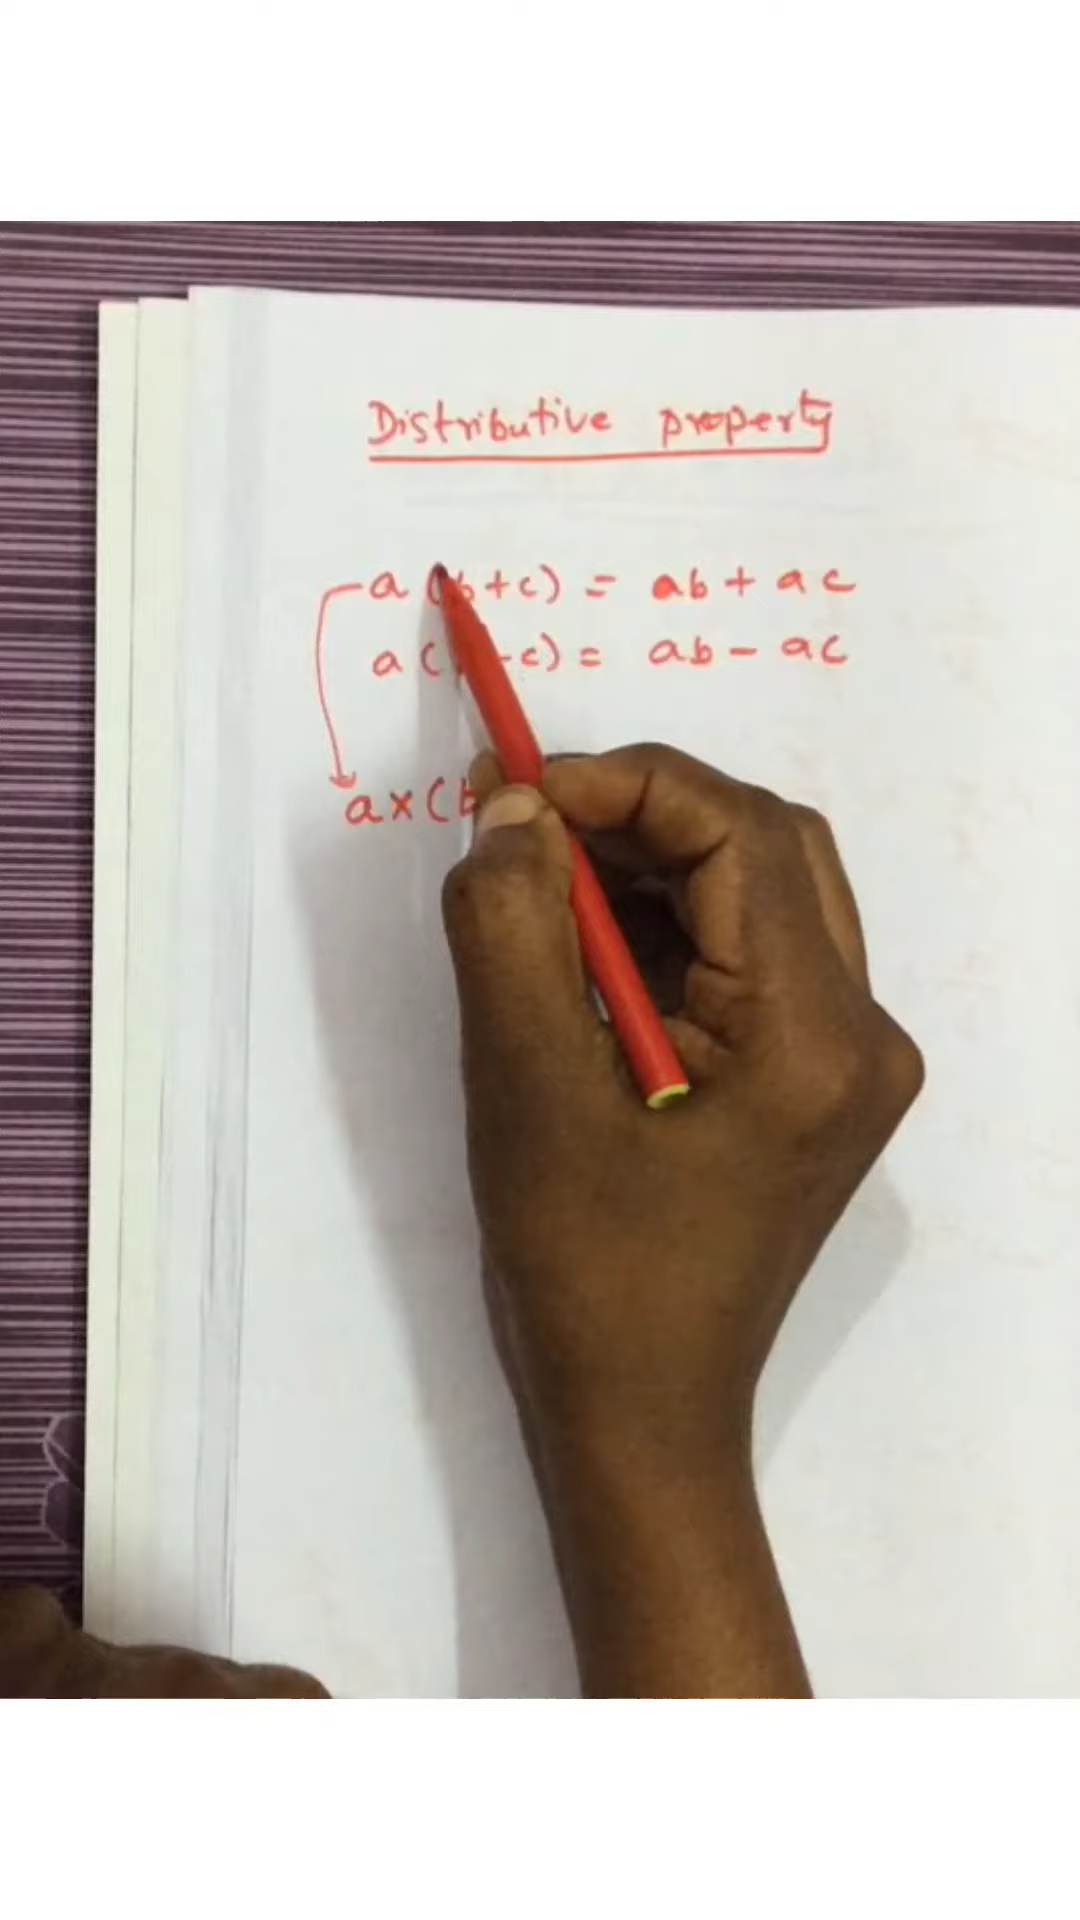 Distributive property
a (b+c) = ab + ac
a ( - c) = ab - ac
a x (b